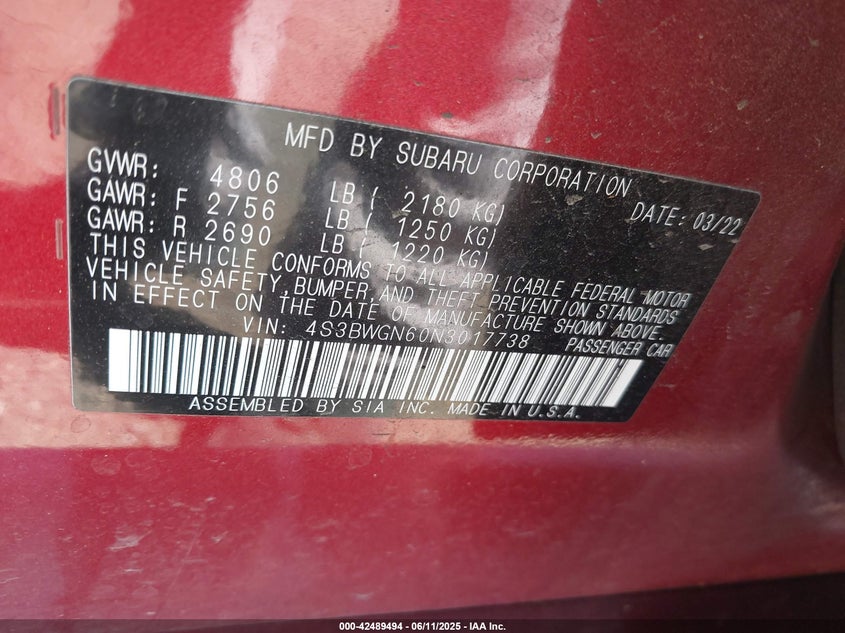 MFD BY SUBARU CORPORATION
GVWR: 4806 LB ( 2180 KG) DATE: 03/22
GAWR: F 2756 LB ( 1250 KG)
GAWR: R 2690 LB ( 1220 KG)
THIS VEHICLE CONFORMS TO ALL APPLICABLE FEDERAL MOTOR
VEHICLE SAFETY, BUMPER, AND THEFT PREVENTION STANDARDS
IN EFFECT ON THE DATE OF MANUFACTURE SHOWN ABOVE.
VIN: 4S3BWGN60N3017738 PASSENGER CAR
ASSEMBLED BY SIA INC. MADE IN U.S.A.
000-42489494 - 06/11/2025 - IAA Inc.